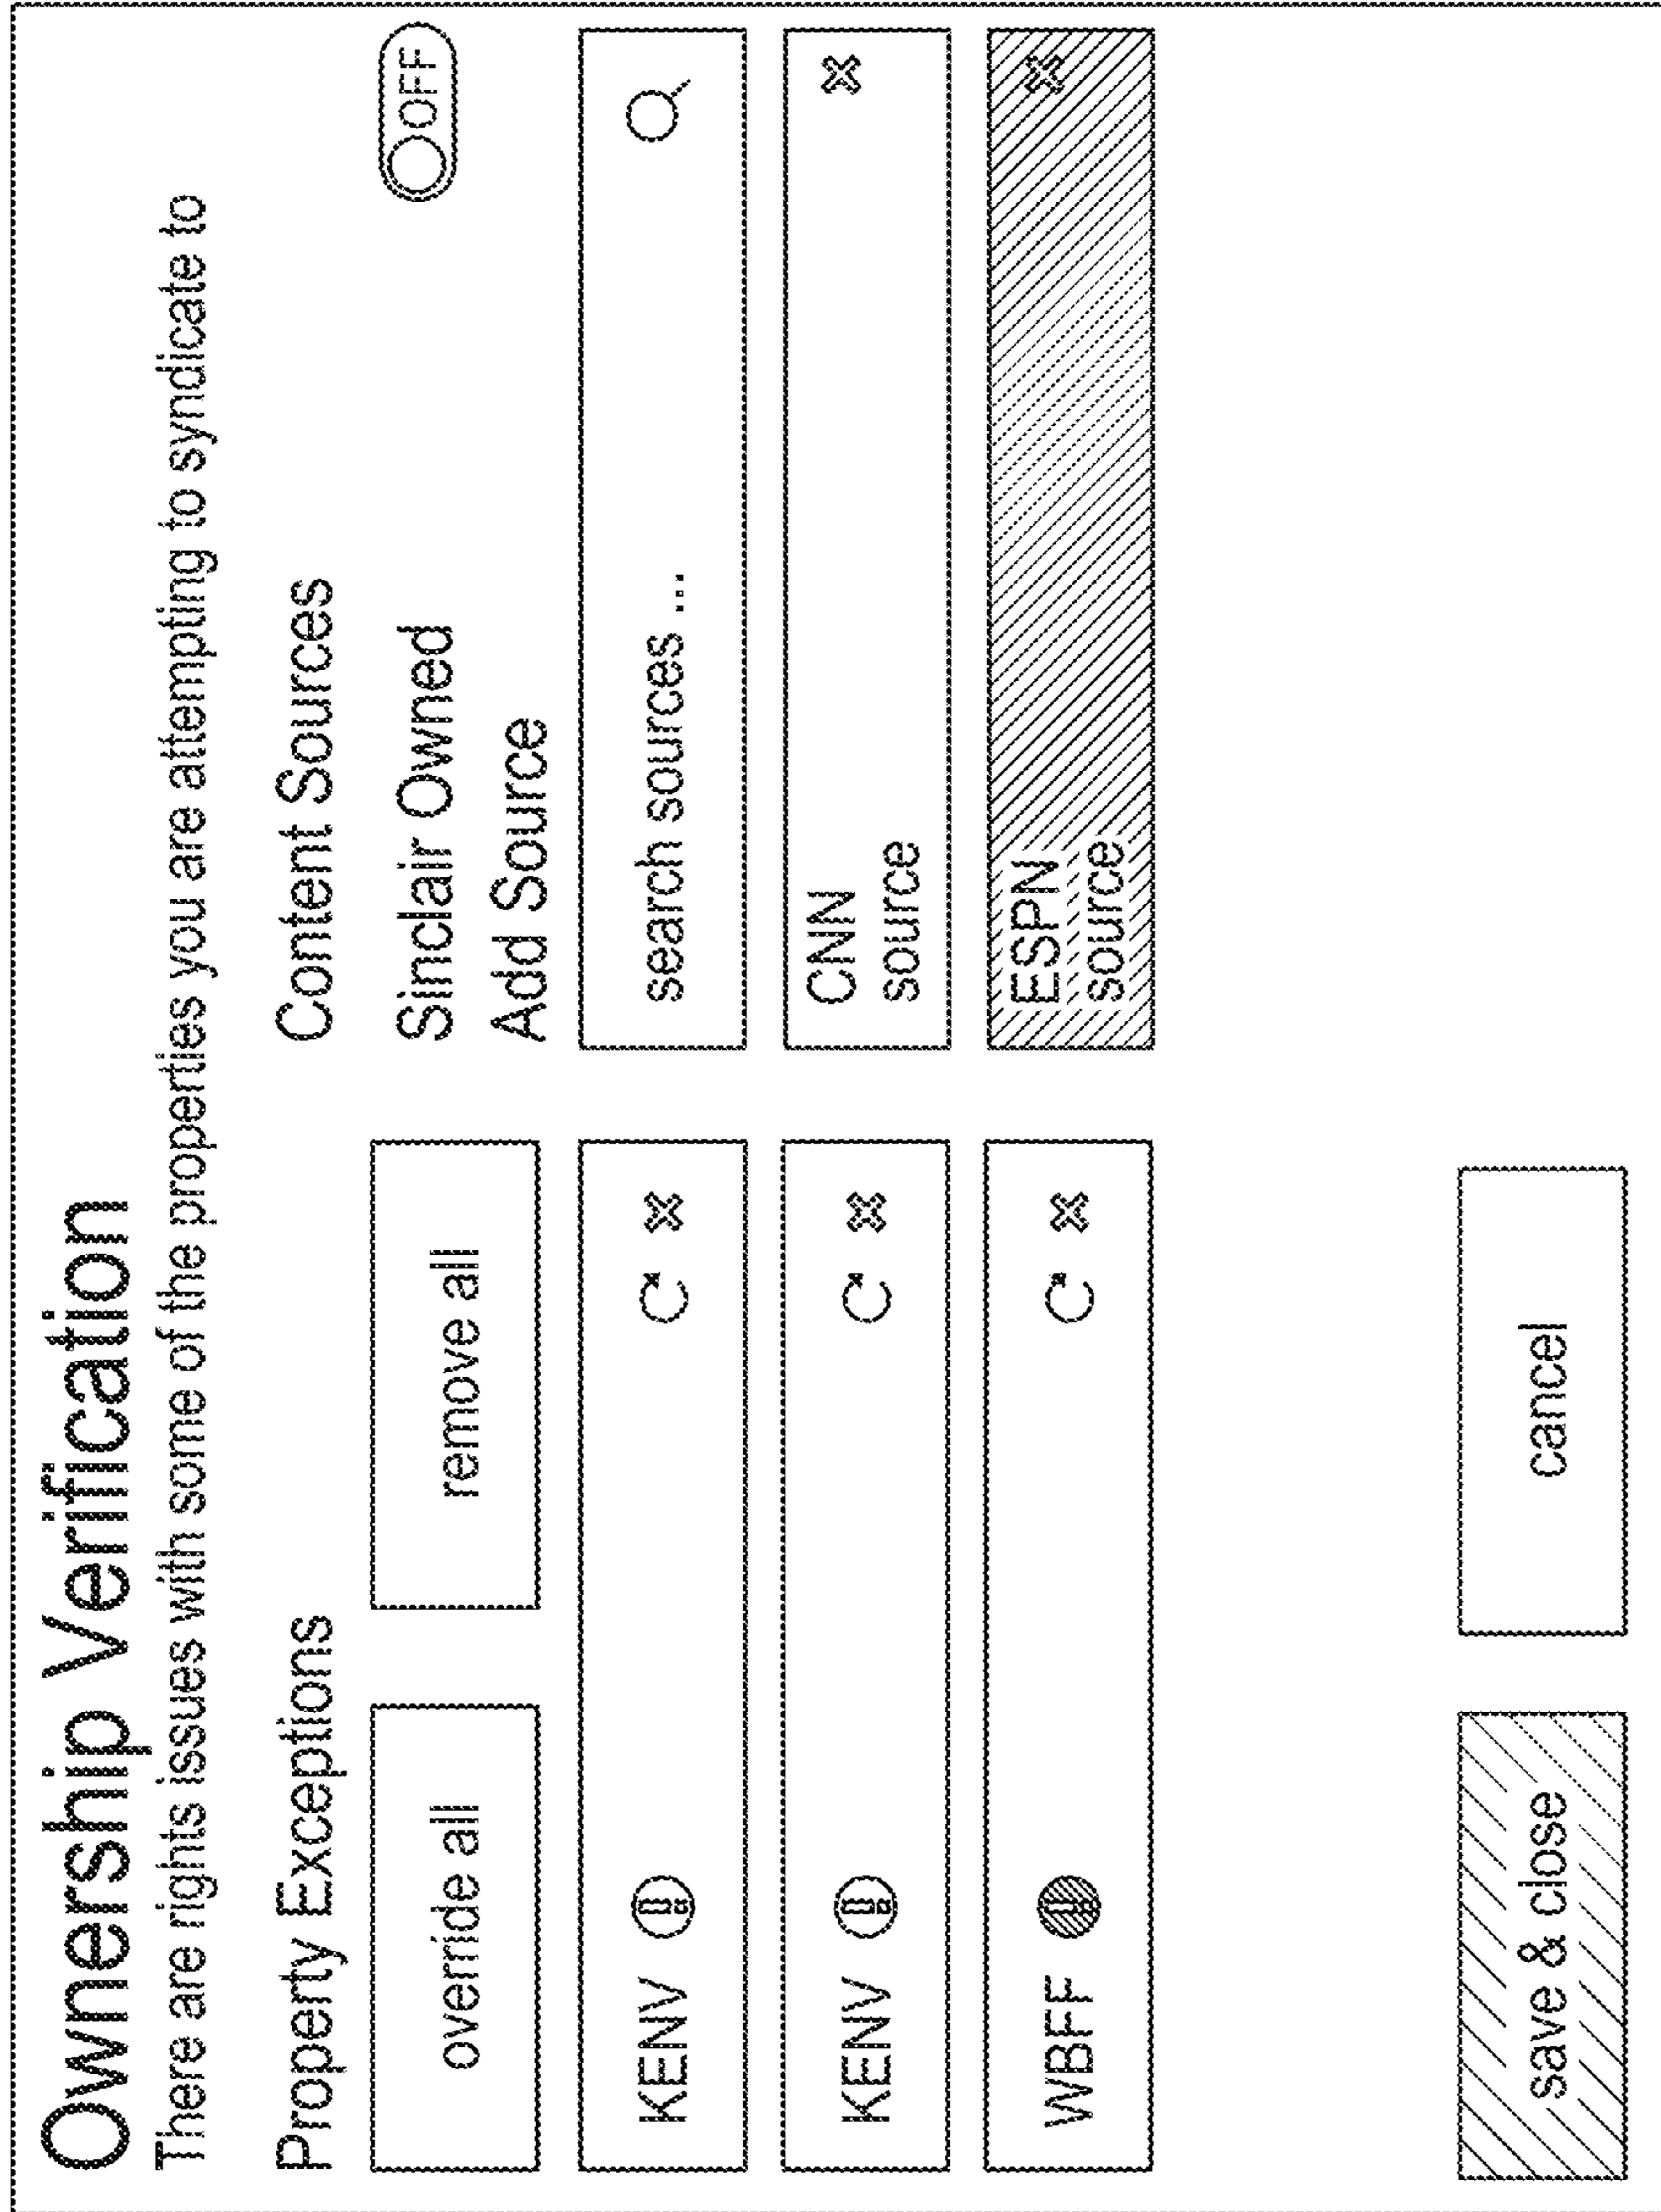 Ownership Verification
There are rights issues with some of the properties you are attempting to syndicate to
Property Exceptions
override all
remove all
KENV
KENV
WBFF
Content Sources
Sinclair Owned
OFF
Add Source
search sources ...
CNN
source
ESPN
source
save & close
cancel